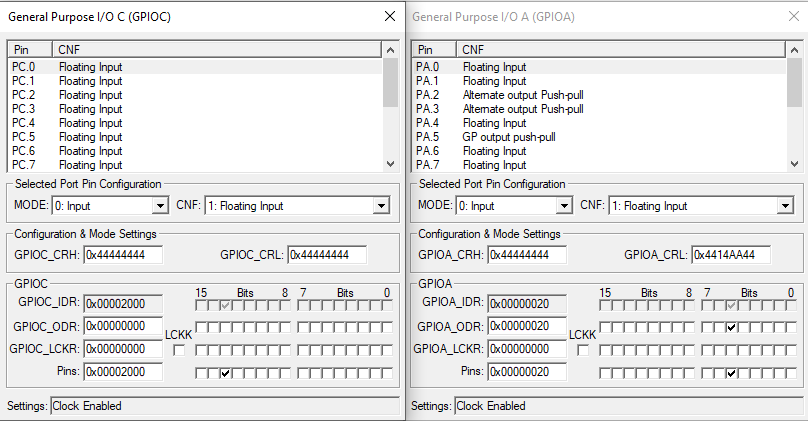 General Purpose I/O C (GPIOC)
Pin CNF
PC.0 Floating Input
PC.1 Floating Input
PC.2 Floating Input
PC.3 Floating Input
PC.4 Floating Input
PC.5 Floating Input
PC.6 Floating Input
PC.7 Floating Input
Selected Port Pin Configuration
MODE: 0: Input CNF: 1: Floating Input
Configuration & Mode Settings
GPIOC_CRH: 0x44444444 GPIOC_CRL: 0x44444444
GPIOC
15 Bits 8 7 Bits 0
GPIOC_IDR: 0x00002000
GPIOC_ODR: 0x00000000
LCKK
GPIOC_LCKR: 0x00000000
Pins: 0x00002000
Settings: Clock Enabled
General Purpose I/O A (GPIOA)
Pin CNF
PA.0 Floating Input
PA.1 Floating Input
PA.2 Alternate output Push-pull
PA.3 Alternate output Push-pull
PA.4 Floating Input
PA.5 GP output push-pull
PA.6 Floating Input
PA.7 Floating Input
Selected Port Pin Configuration
MODE: 0: Input CNF: 1: Floating Input
Configuration & Mode Settings
GPIOA_CRH: 0x44444444 GPIOA_CRL: 0x4414AA44
GPIOA
15 Bits 8 7 Bits 0
GPIOA_IDR: 0x00000020
GPIOA_ODR: 0x00000020
LCKK
GPIOA_LCKR: 0x00000000
Pins: 0x00000020
Settings: Clock Enabled